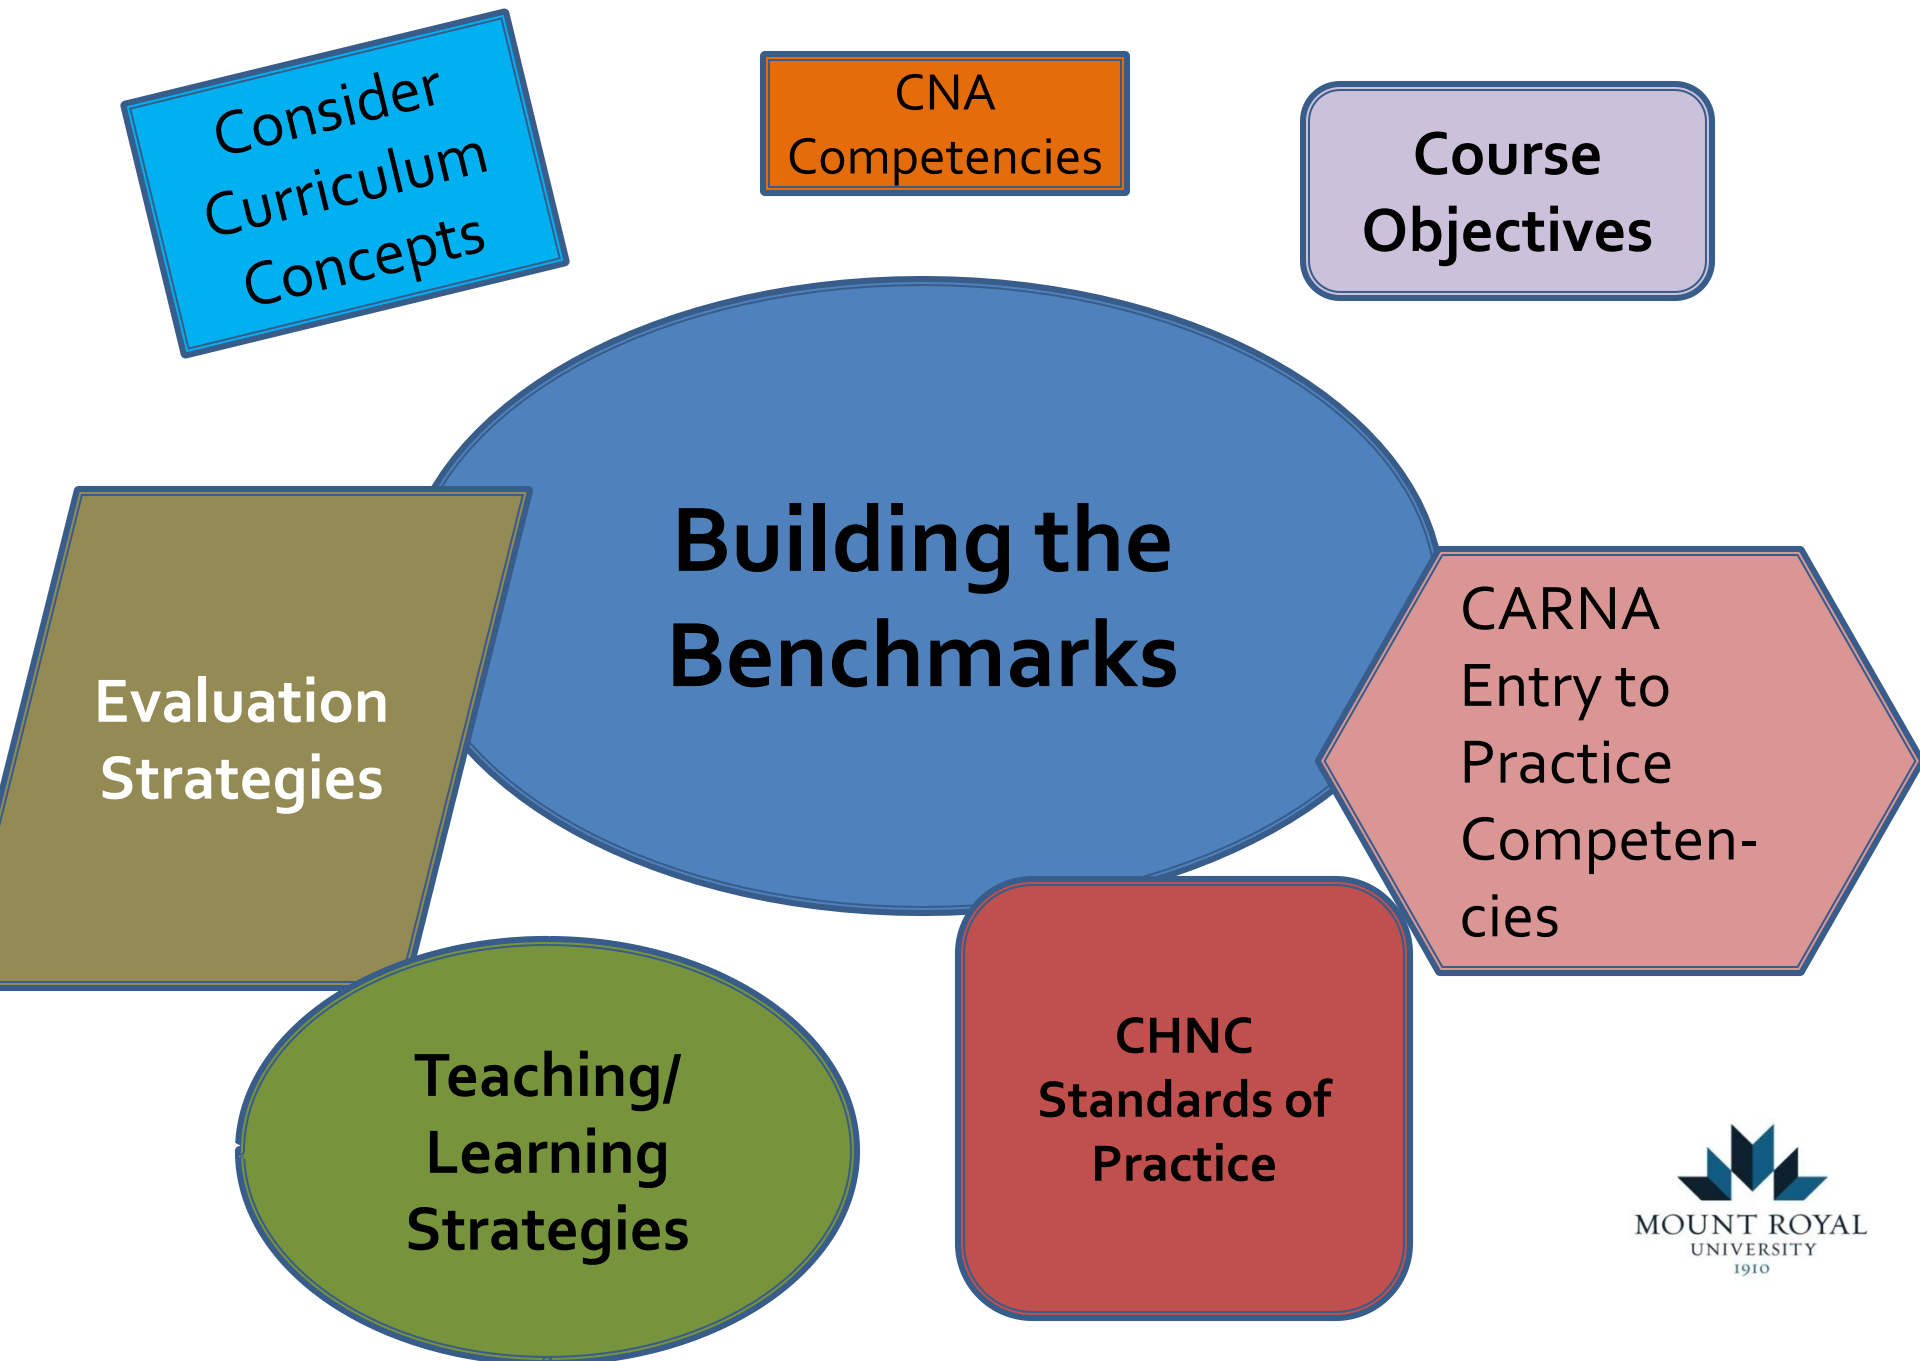 Consider
Curriculum
Concepts
CNA
Competencies
Course
Objectives
Building the
Benchmarks
Evaluation
Strategies
CARNA
Entry to
Practice
Competen-
cies
Teaching/
Learning
Strategies
CHNC
Standards of
Practice
MOUNT ROYAL
UNIVERSITY
1910